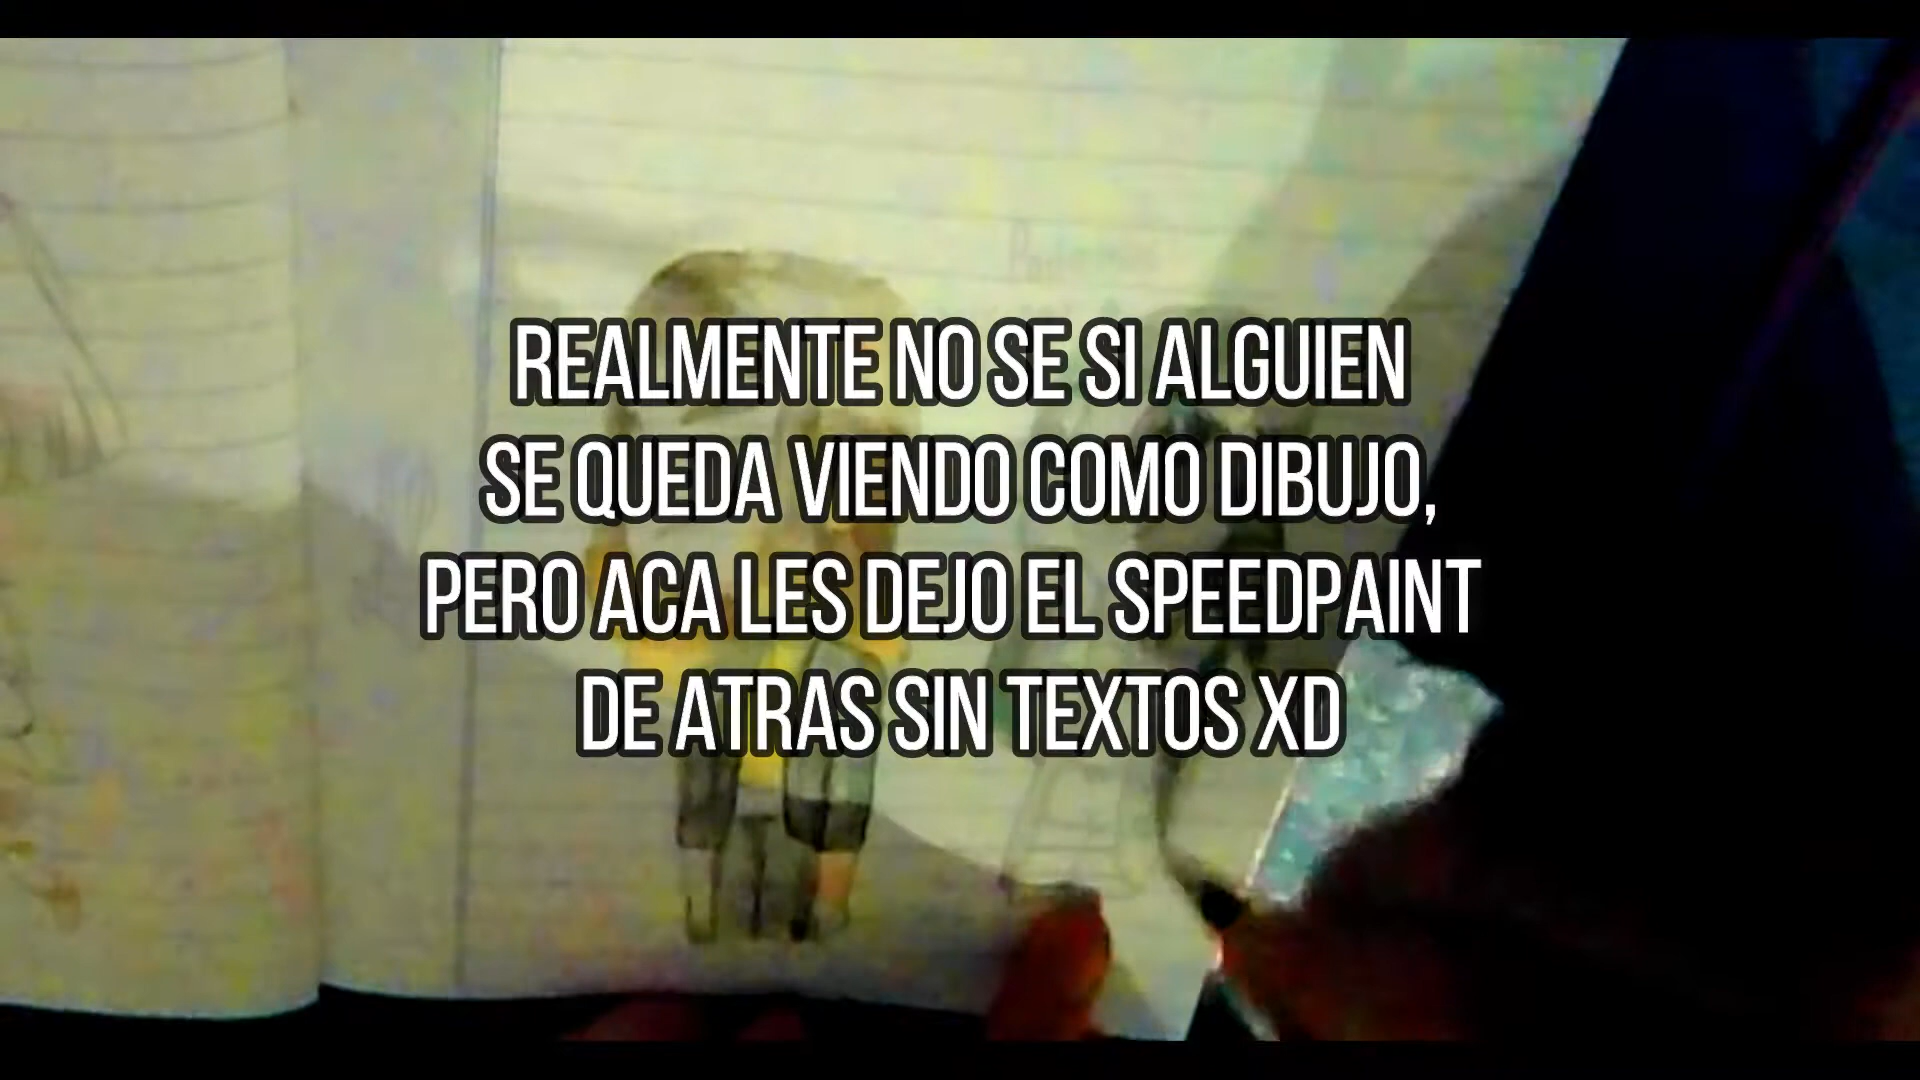 REALMENTE NO SE SI ALGUIEN
SE QUEDA VIENDO COMO DIBUJO,
PERO ACA LES DEJO EL SPEEDPAINT
DE ATRAS SIN TEXTOS XD